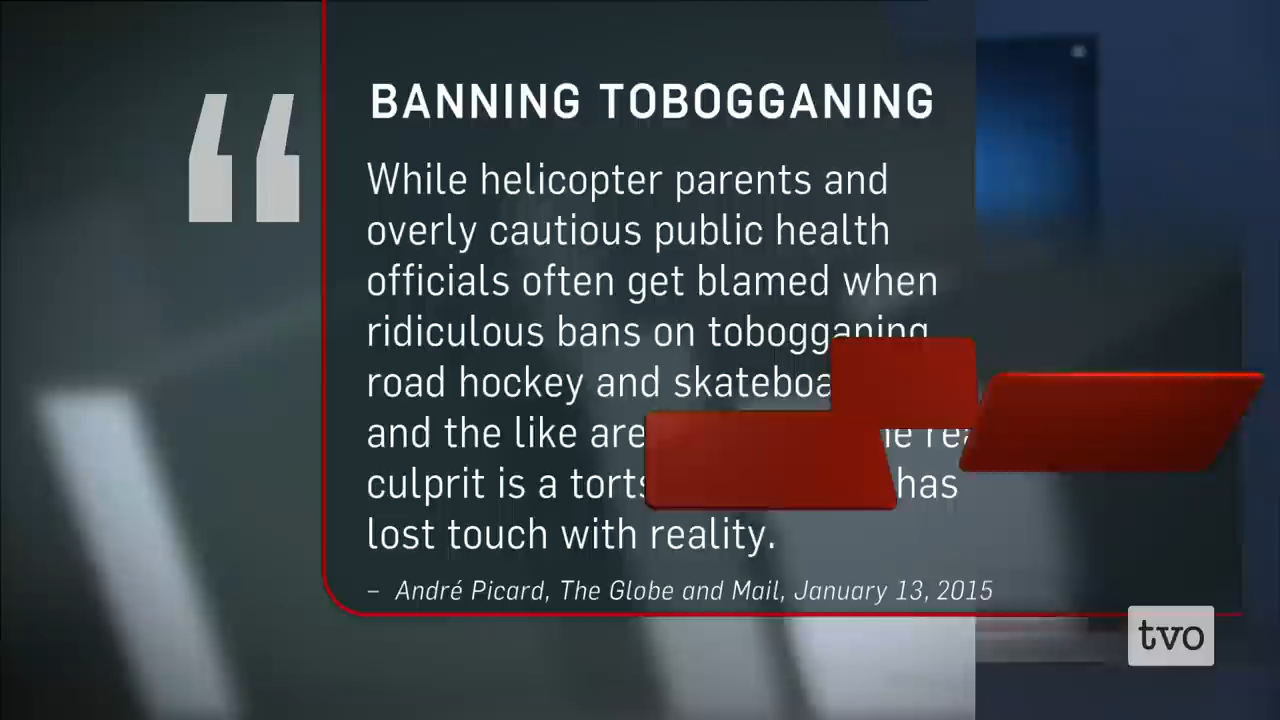 BANNING TOBOGGANING
While helicopter parents and
overly cautious public health
officials often get blamed when
ridiculous bans on tobogganing
road hockey and
and the like are
culprit is a has
lost touch with reality.
– André Picard, The Globe and Mail, January 13, 2015
tvo